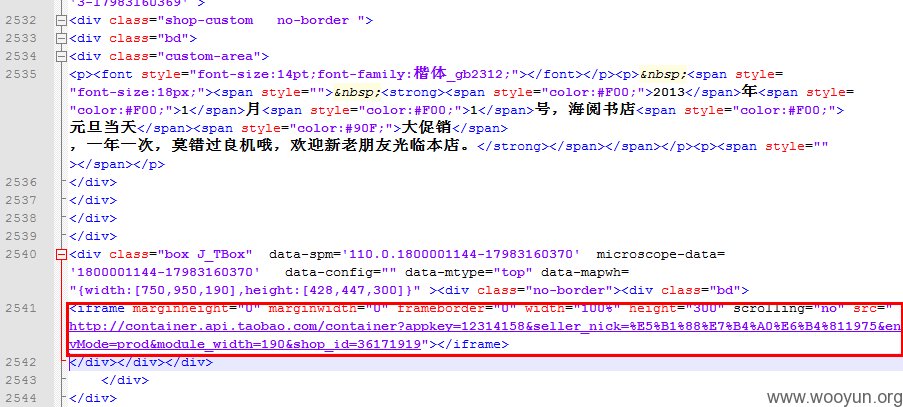 '3-17983160369' >
2532 <div class="shop-custom   no-border ">
2533 <div class="bd">
2534 <div class="custom-area">
2535 <p><font style="font-size:14pt;font-family:楷体_gb2312;"></font></p><p>&nbsp;<span style=
"font-size:18px;"><span style="">&nbsp;<strong><span style="color:#F00;">2013</span>年<span style=
"color:#F00;">1</span>月<span style="color:#F00;">1</span>号，海阅书店<span style="color:#F00;">
元旦当天</span><span style="color:#90F;">大促销</span>
，一年一次，莫错过良机哦，欢迎新老朋友光临本店。</strong></span></span></p><p><span style=""
></span></p>
2536 </div>
2537 </div>
2538 </div>
2539 </div>
2540 <div class="box J_TBox"  data-spm='110.0.1800001144-17983160370'  microscope-data=
'1800001144-17983160370'   data-config="" data-mtype="top" data-mapwh=
"{width:[750,950,190],height:[428,447,300]}" ><div class="no-border"><div class="bd">
2541 <iframe marginheight="0" marginwidth="0" frameborder="0" width="100%" height="300" scrolling="no" src="
http://container.api.taobao.com/container?appkey=12314158&seller_nick=%E5%B1%88%E7%B4%A0%E6%B4%811975&en
vMode=prod&module_width=190&shop_id=36171919"></iframe>
2542 </div></div></div>
2543 </div>
2544 </div>
www.wooyun.org